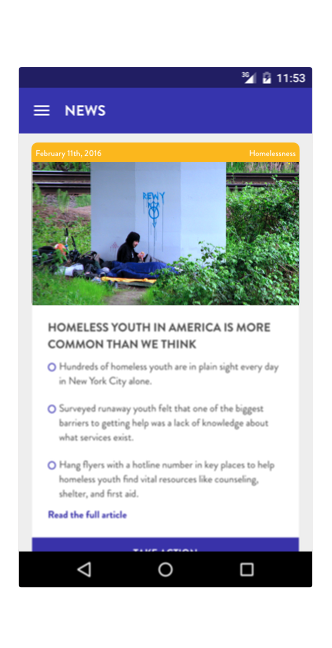 3G 11:53
NEWS
February 11th, 2016 Homelessness
REWY
HOMELESS YOUTH IN AMERICA IS MORE
COMMON THAN WE THINK
Hundreds of homeless youth are in plain sight every day
in New York City alone.
Surveyed runaway youth felt that one of the biggest
barriers to getting help was a lack of knowledge about
what services exist.
Hang flyers with a hotline number in key places to help
homeless youth find vital resources like counseling,
shelter, and first aid.
Read the full article
TAKE ACTION